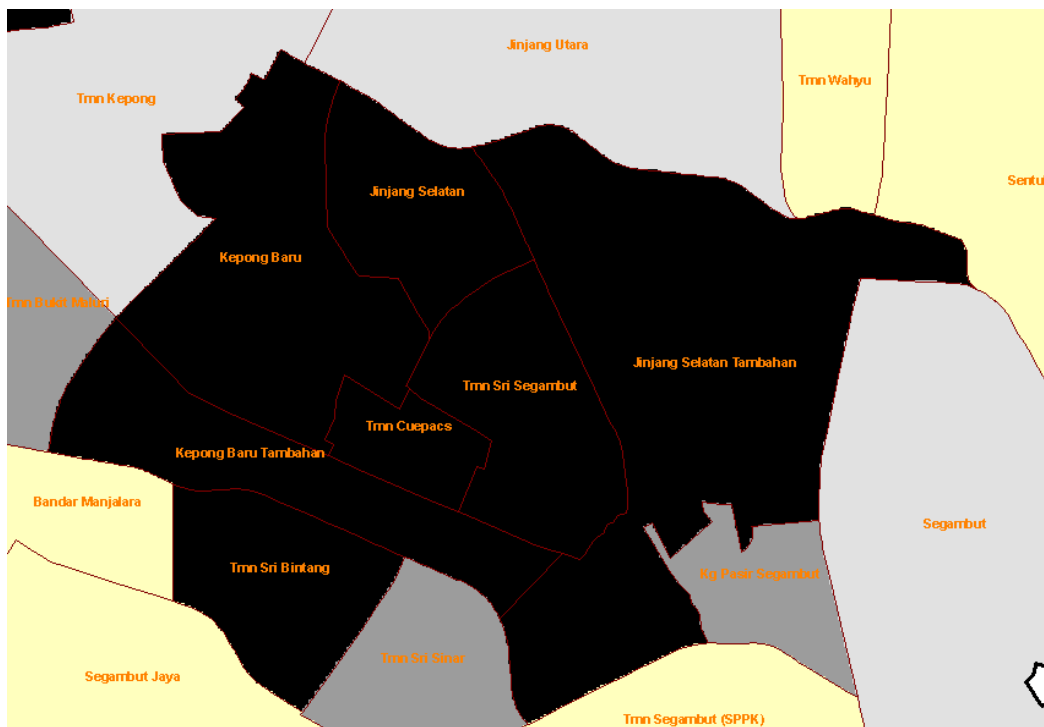 Jinjang Utara
Tmn Wahyu
Tmn Kepong
Sentu
Jinjang Selatan
Kepong Baru
Tmn Bukit Maluri
Jinjang Selatan Tambahan
Tmn Sri Segambut
Tmn Cuepacs
Kepong Baru Tambahan
Bandar Manjalara
Segambut
Tmn Sri Bintang
Kg Pasir Segambut
Tmn Sri Sinar
Segambut Jaya
Tmn Segambut (SPPK)